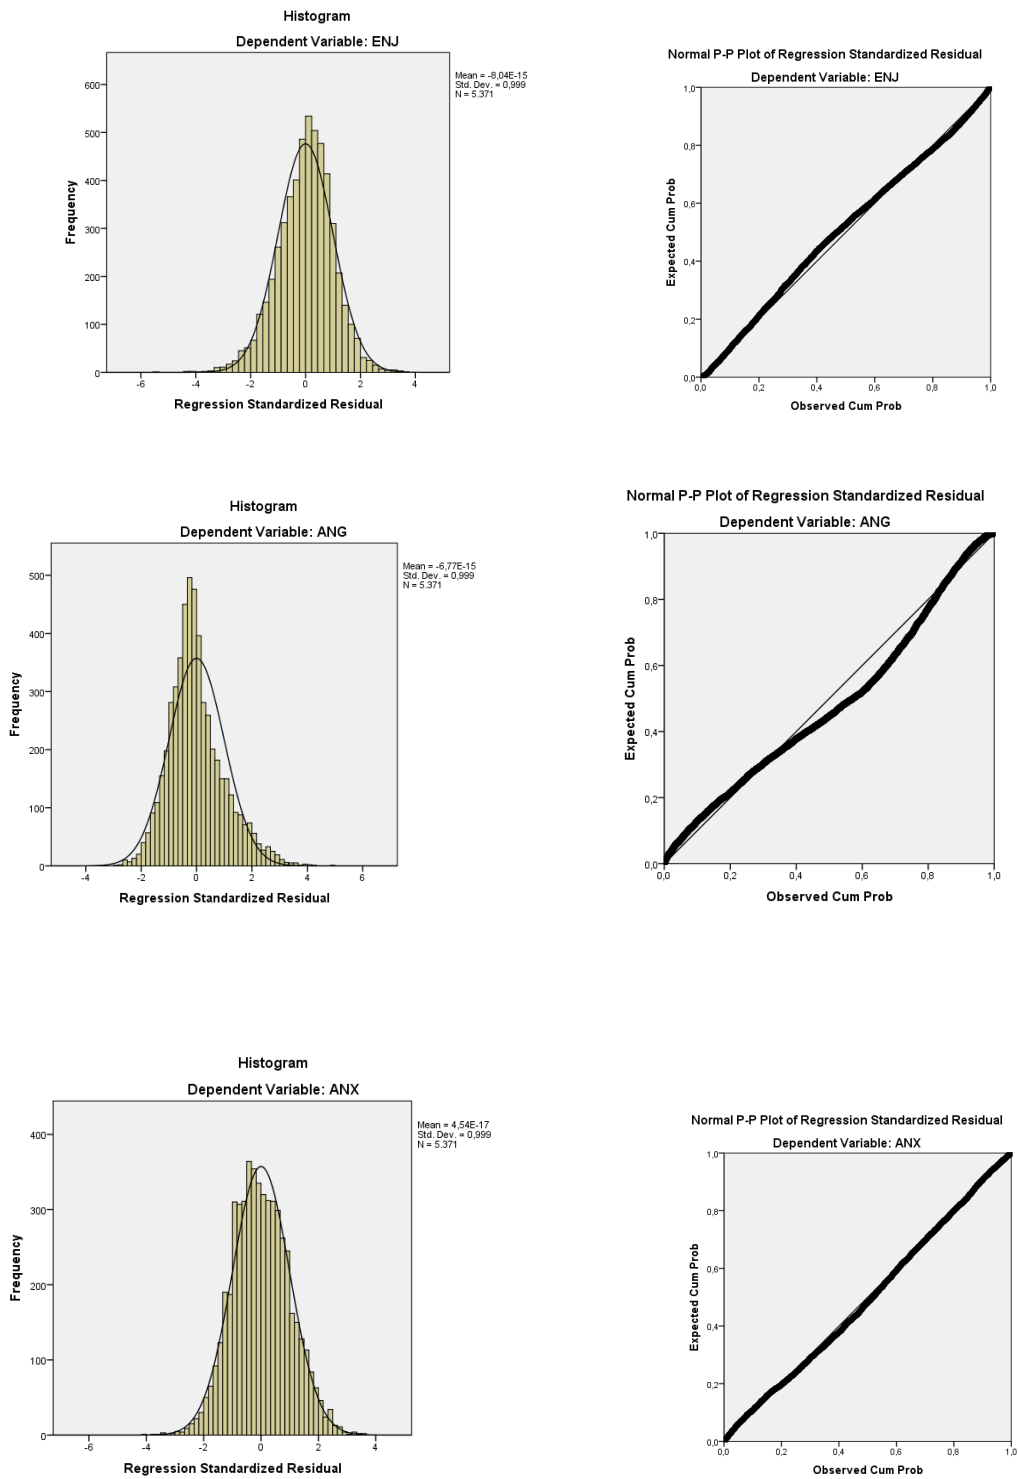 Histogram
Dependent Variable: ENJ
Mean = -8,04E-15
Std. Dev. = 0,999
N = 5.371
600
500
400
300
200
100
0
Frequency
-6 -4 -2 0 2 4
Regression Standardized Residual
Normal P-P Plot of Regression Standardized Residual
Dependent Variable: ENJ
1,0
0,8
0,6
0,4
0,2
0,0
Expected Cum Prob
0,0 0,2 0,4 0,6 0,8 1,0
Observed Cum Prob
Histogram
Dependent Variable: ANG
Mean = -6,77E-15
Std. Dev. = 0,999
N = 5.371
500
400
300
200
100
0
Frequency
-4 -2 0 2 4 6
Regression Standardized Residual
Normal P-P Plot of Regression Standardized Residual
Dependent Variable: ANG
1,0
0,8
0,6
0,4
0,2
0,0
Expected Cum Prob
0,0 0,2 0,4 0,6 0,8 1,0
Observed Cum Prob
Histogram
Dependent Variable: ANX
Mean = 4,54E-17
Std. Dev. = 0,999
N = 5.371
400
300
200
100
0
Frequency
-6 -4 -2 0 2 4
Regression Standardized Residual
Normal P-P Plot of Regression Standardized Residual
Dependent Variable: ANX
1,0
0,8
0,6
0,4
0,2
0,0
Expected Cum Prob
0,0 0,2 0,4 0,6 0,8 1,0
Observed Cum Prob